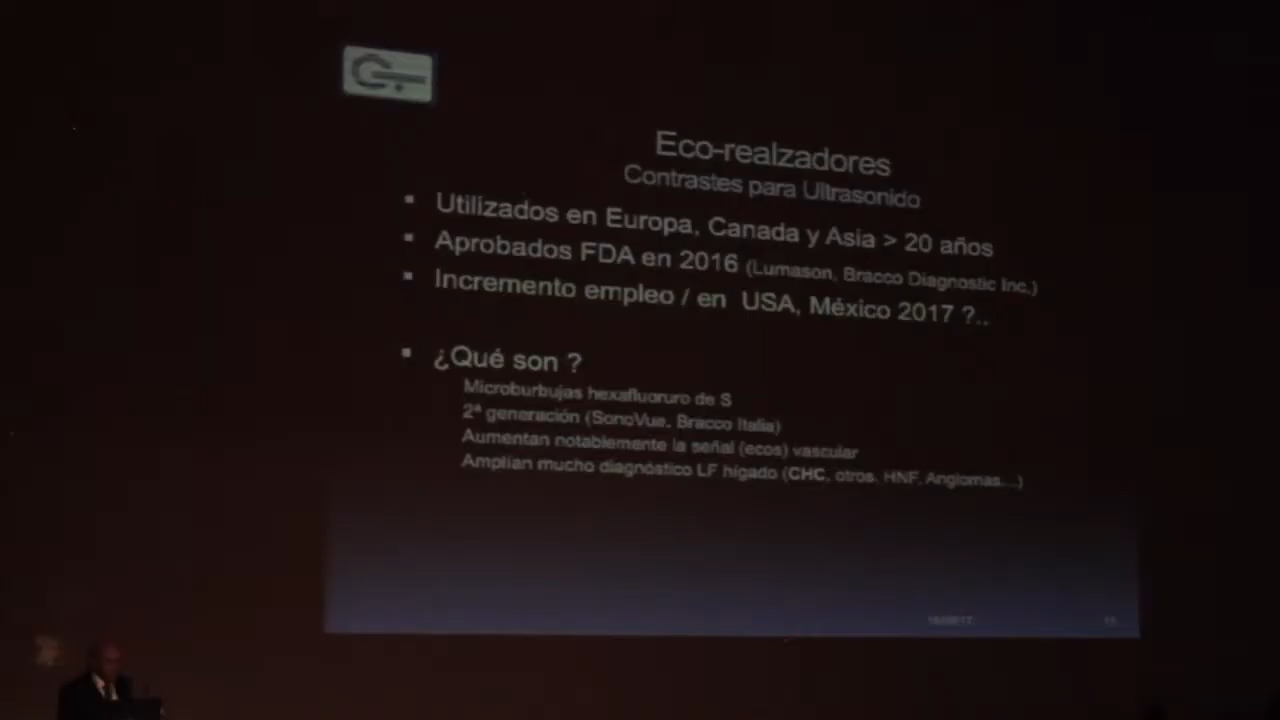 Eco-realzadores
Contrastes para Ultrasonido
Utilizados en Europa, Canada y Asia > 20 años
Aprobados FDA en 2016 (Lumason, Bracco Diagnostic Inc.)
Incremento empleo / en USA, México 2017 ?..
¿Qué son ?
Microburbujas hexafluoruro de S
2ª generación (SonoVue, Bracco Italia)
Aumentan notablemente la señal (ecos) vascular
Amplían mucho diagnóstico LF hígado (CHC, otros, HNF, Angiomas...)